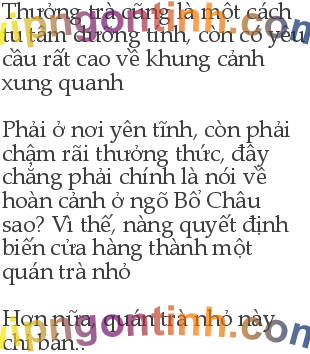 Thưởng trà cũng là một cách
tu tâm dưỡng tính, còn có yêu
cầu rất cao về khung cảnh
xung quanh
Phải ở nơi yên tĩnh, còn phải
chậm rãi thưởng thức, đây
chẳng phải chính là nói về
hoàn cảnh ở ngõ Bổ Châu
sao? Vì thế, nàng quyết định
biến cửa hàng thành một
quán trà nhỏ
Hơn nữa, quán trà nhỏ này
chỉ bán..